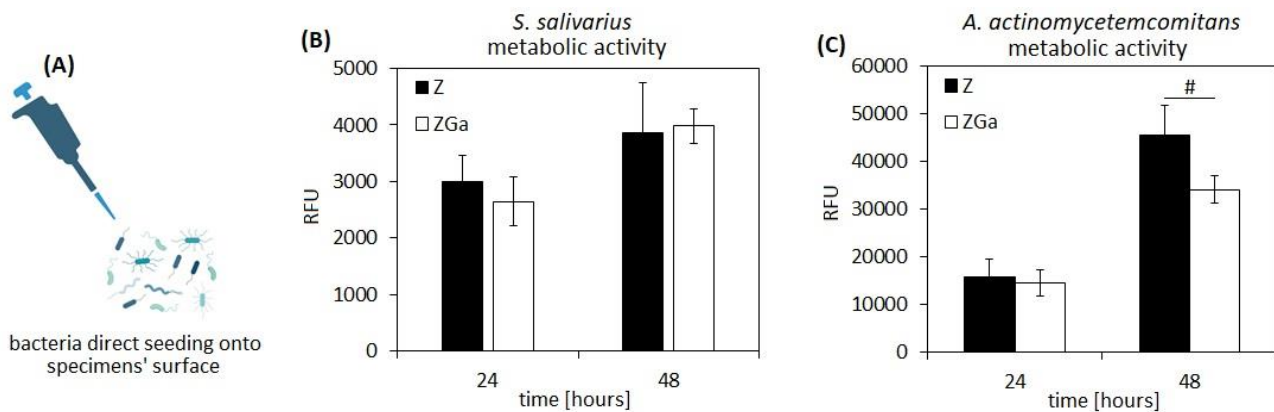 (A)
bacteria direct seeding onto
specimens' surface
(B)
S. salivarius
metabolic activity
5000
4000
3000
2000
1000
0
RFU
Z
ZGa
24
48
time [hours]
(C)
A. actinomycetemcomitans
metabolic activity
60000
50000
40000
30000
20000
10000
0
RFU
Z
ZGa
#
24
48
time [hours]